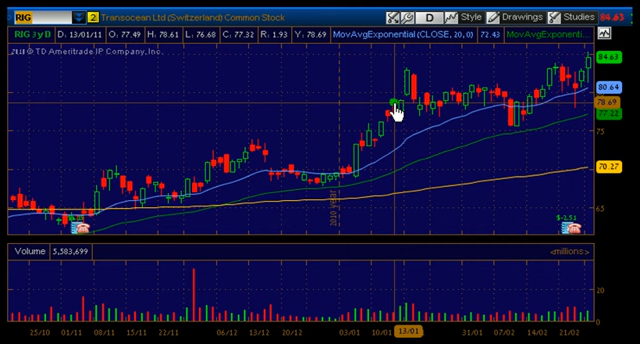 RIG 2 Transocean Ltd (Switzerland) Common Stock D Style Drawings Studies 84.63
RIG 3 y D D: 13/01/11 O: 77.49 H: 78.61 L: 76.68 C: 77.32 R: 1.93 Y: 78.69 MovAvgExponential (CLOSE, 20, 0) 72.43 MovAvgExponenti...
© TD Ameritrade IP Company, Inc.
84.63
80.64
78.69
77.22
75
70.27
65
2010 year
$-2.51
Volume 5,583,699 <millions>
20
0
25/10 01/11 08/11 15/11 22/11 06/12 13/12 20/12 03/01 10/01 13/01 31/01 07/02 14/02 21/02